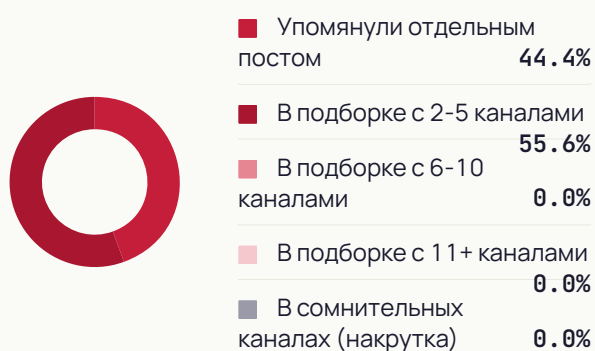 Упомянули отдельным
постом 44.4%
В подборке с 2-5 каналами
55.6%
В подборке с 6-10
каналами 0.0%
В подборке с 11+ каналами
0.0%
В сомнительных
каналах (накрутка) 0.0%